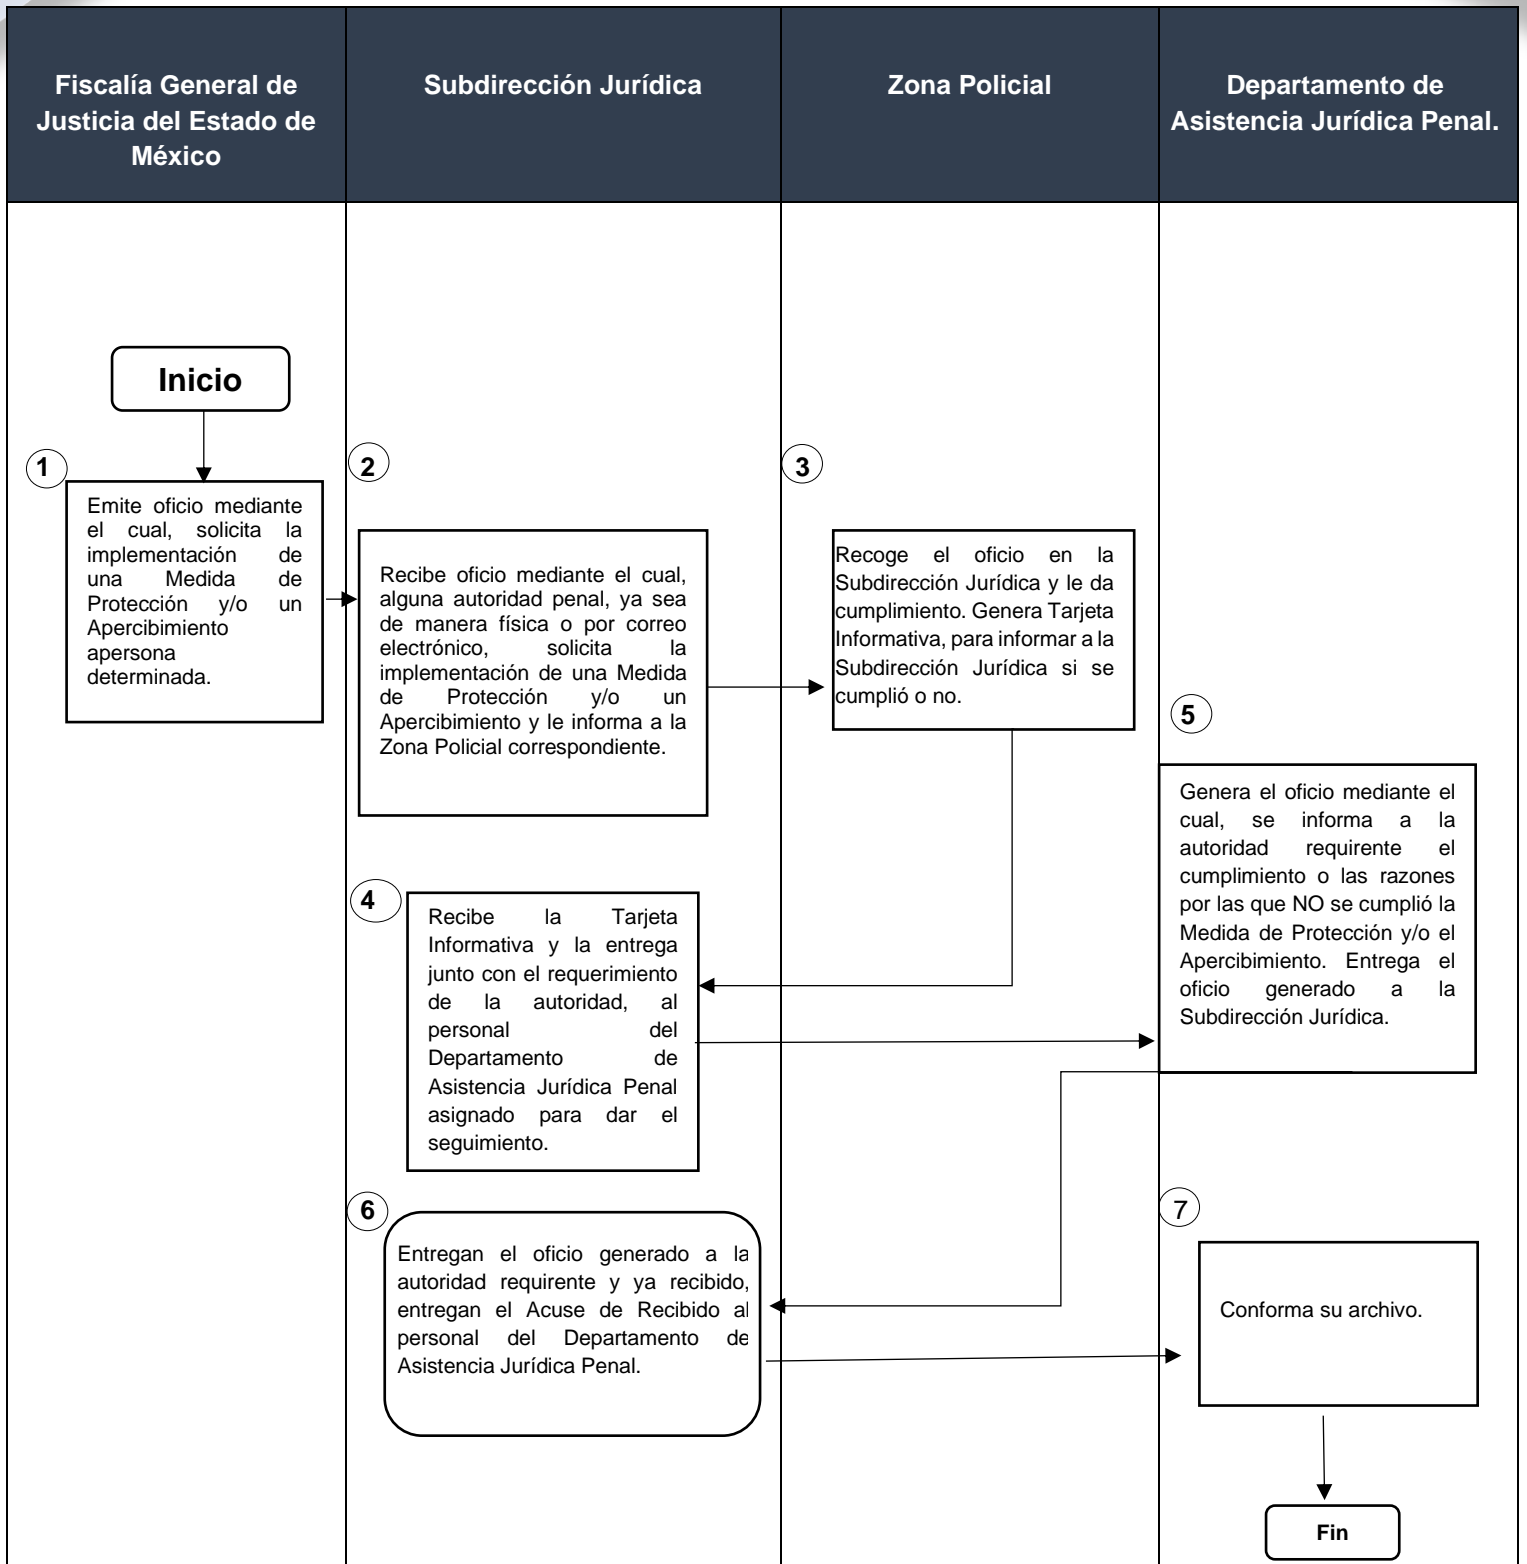 Fiscalía General de
Justicia del Estado de
México
Subdirección Jurídica
Zona Policial
Departamento de
Asistencia Jurídica Penal.
Inicio
1
Emite oficio mediante
el cual, solicita la
implementación de
una Medida de
Protección y/o un
Apercibimiento
apersona
determinada.
2
Recibe oficio mediante el cual,
alguna autoridad penal, ya sea
de manera física o por correo
electrónico, solicita la
implementación de una Medida
de Protección y/o un
Apercibimiento y le informa a la
Zona Policial correspondiente.
3
Recoge el oficio en la
Subdirección Jurídica y le da
cumplimiento. Genera Tarjeta
Informativa, para informar a la
Subdirección Jurídica si se
cumplió o no.
4
Recibe la Tarjeta
Informativa y la entrega
junto con el requerimiento
de la autoridad, al
personal del
Departamento de
Asistencia Jurídica Penal
asignado para dar el
seguimiento.
5
Genera el oficio mediante el
cual, se informa a la
autoridad requirente el
cumplimiento o las razones
por las que NO se cumplió la
Medida de Protección y/o el
Apercibimiento. Entrega el
oficio generado a la
Subdirección Jurídica.
6
Entregan el oficio generado a la
autoridad requirente y ya recibido,
entregan el Acuse de Recibido al
personal del Departamento de
Asistencia Jurídica Penal.
7
Conforma su archivo.
Fin